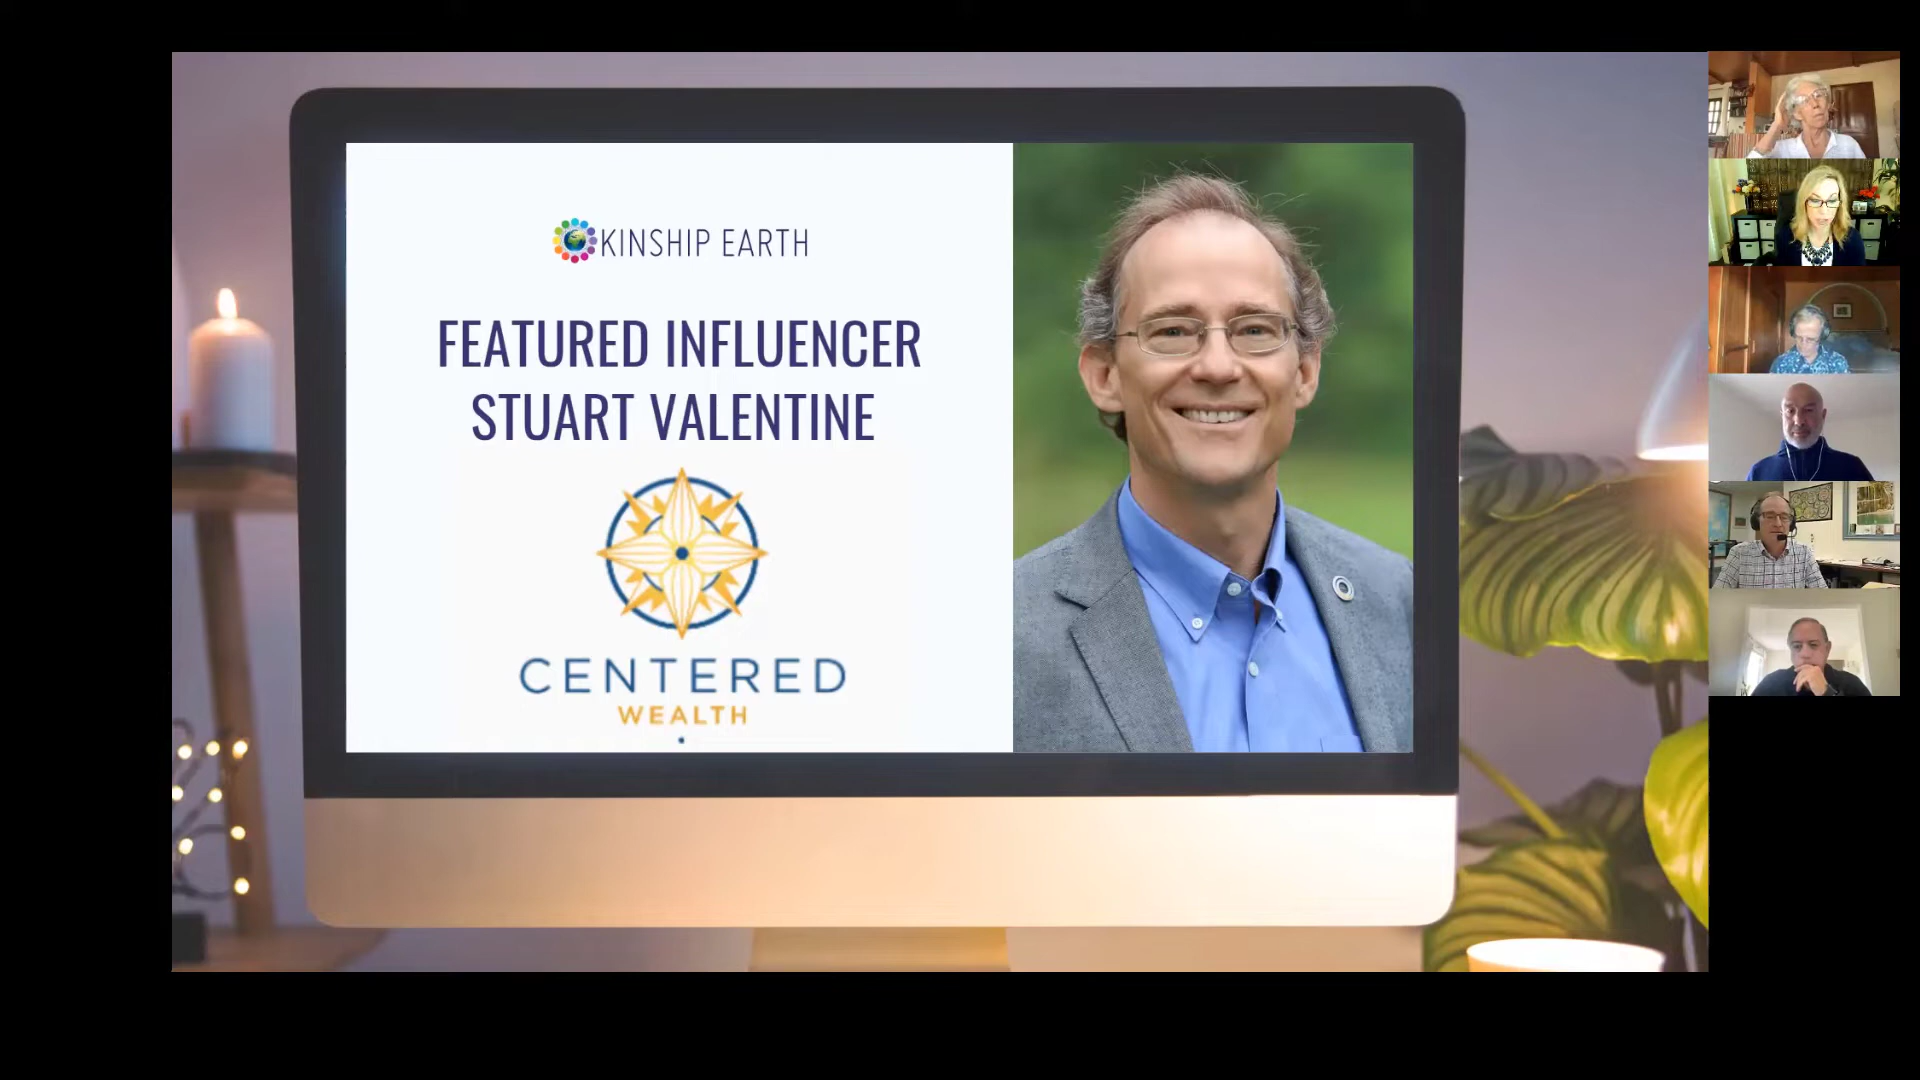 KINSHIP EARTH
FEATURED INFLUENCER
STUART VALENTINE
CENTERED
WEALTH